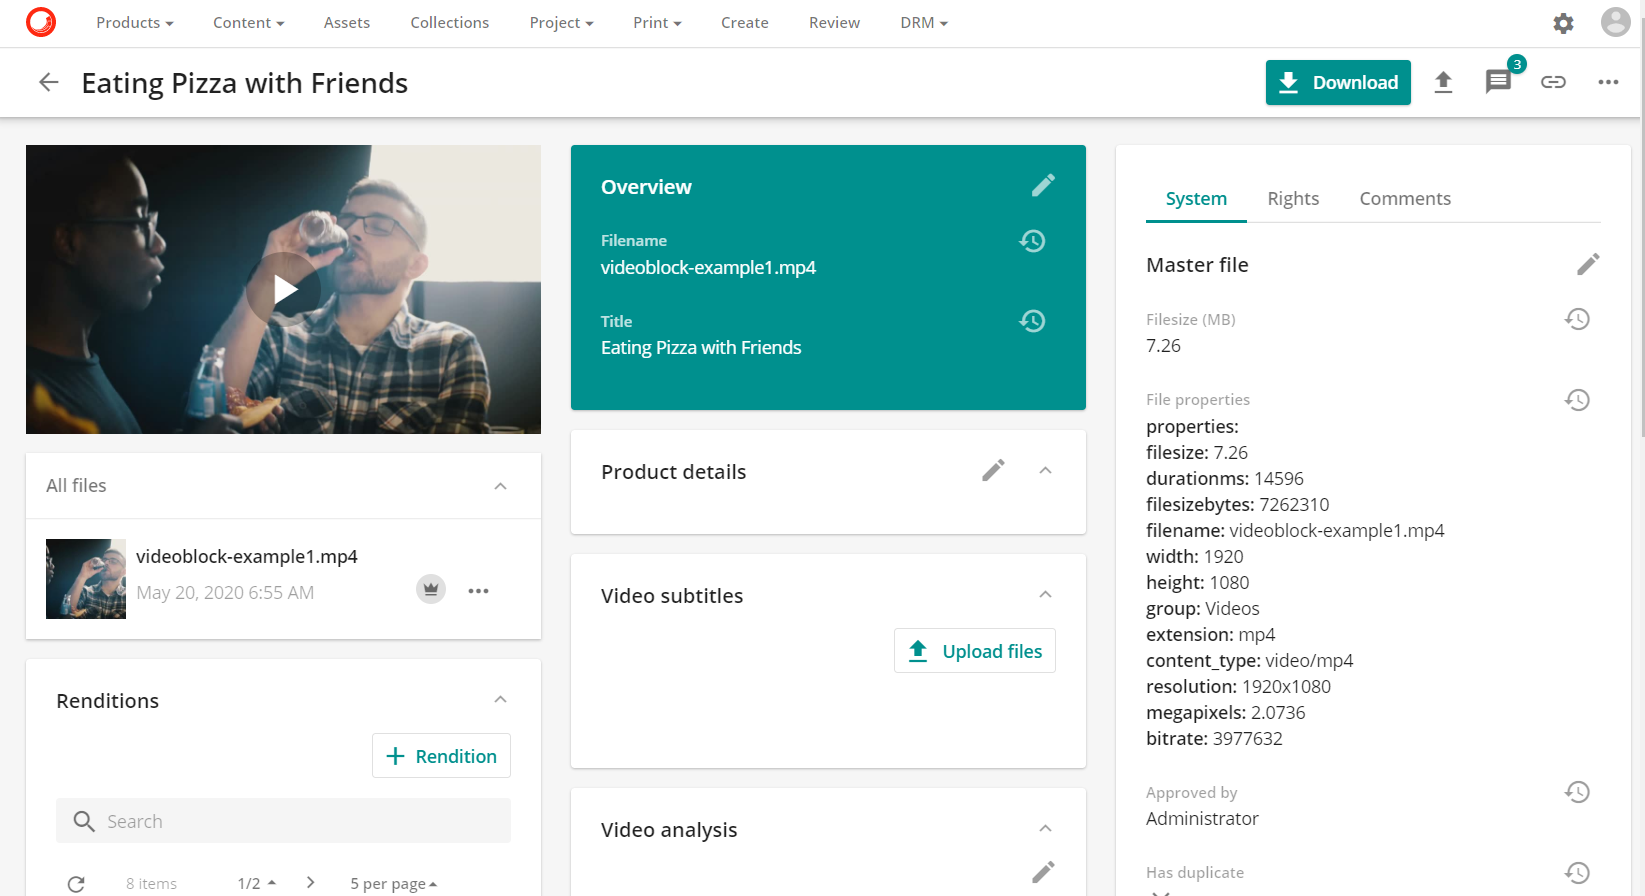 Products
Content
Assets
Collections
Project
Print
Create
Review
DRM
Eating Pizza with Friends
Download
3
All files
videoblock-example1.mp4
May 20, 2020 6:55 AM
Renditions
Rendition
Search
8 items
1/2
5 per page
Overview
Filename
videoblock-example1.mp4
Title
Eating Pizza with Friends
Product details
Video subtitles
Upload files
Video analysis
System
Rights
Comments
Master file
Filesize (MB)
7.26
File properties
properties:
filesize: 7.26
durationms: 14596
filesizebytes: 7262310
filename: videoblock-example1.mp4
width: 1920
height: 1080
group: Videos
extension: mp4
content_type: video/mp4
resolution: 1920x1080
megapixels: 2.0736
bitrate: 3977632
Approved by
Administrator
Has duplicate